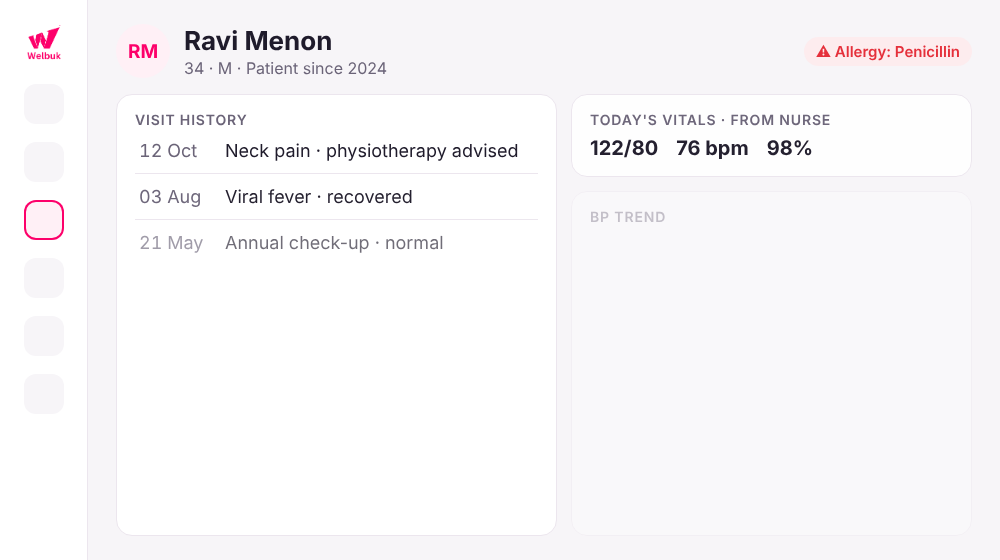 Welbuk
RM
Ravi Menon
34 · M · Patient since 2024
⚠ Allergy: Penicillin
VISIT HISTORY
12 Oct Neck pain · physiotherapy advised
03 Aug Viral fever · recovered
21 May Annual check-up · normal
TODAY'S VITALS · FROM NURSE
122/80 76 bpm 98%
BP TREND